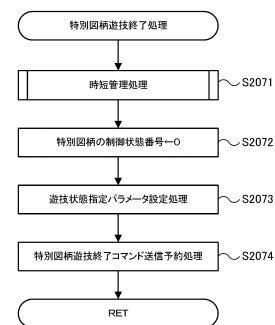 特別図柄遊技終了処理
時短管理処理
S2071
特別図柄の制御状態番号←0
S2072
遊技状態指定パラメータ設定処理
S2073
特別図柄遊技終了コマンド送信予約処理
S2074
RET